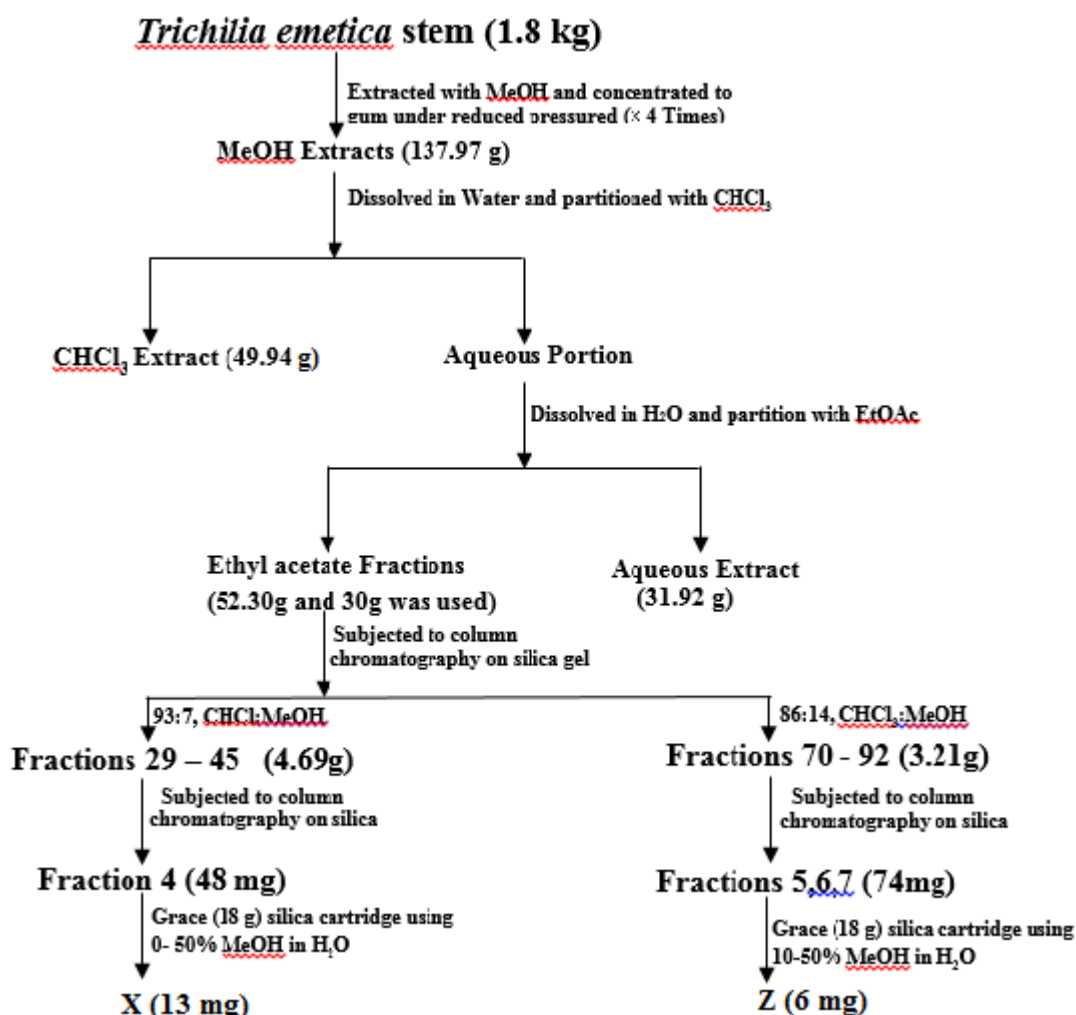 Trichilia emetica stem (1.8 kg)
Extracted with MeOH and concentrated to
gum under reduced pressured (× 4 Times)
MeOH Extracts (137.97 g)
Dissolved in Water and partitioned with CHCl₃
CHCl₃ Extract (49.94 g)
Aqueous Portion
Dissolved in H₂O and partition with EtOAc
Ethyl acetate Fractions
(52.30g and 30g was used)
Aqueous Extract
(31.92 g)
Subjected to column
chromatography on silica gel
93:7, CHCl:MeOH
86:14, CHCl₃:MeOH
Fractions 29 – 45 (4.69g)
Fractions 70 - 92 (3.21g)
Subjected to column
chromatography on silica
Subjected to column
chromatography on silica
Fraction 4 (48 mg)
Fractions 5,6,7 (74mg)
Grace (18 g) silica cartridge using
0- 50% MeOH in H₂O
Grace (18 g) silica cartridge using
10-50% MeOH in H₂O
X (13 mg)
Z (6 mg)